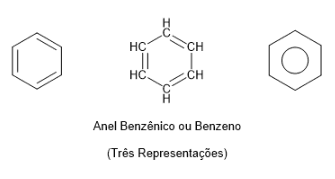 H
C
HC CH
HC CH
C
H
Anel Benzênico ou Benzeno
(Três Representações)